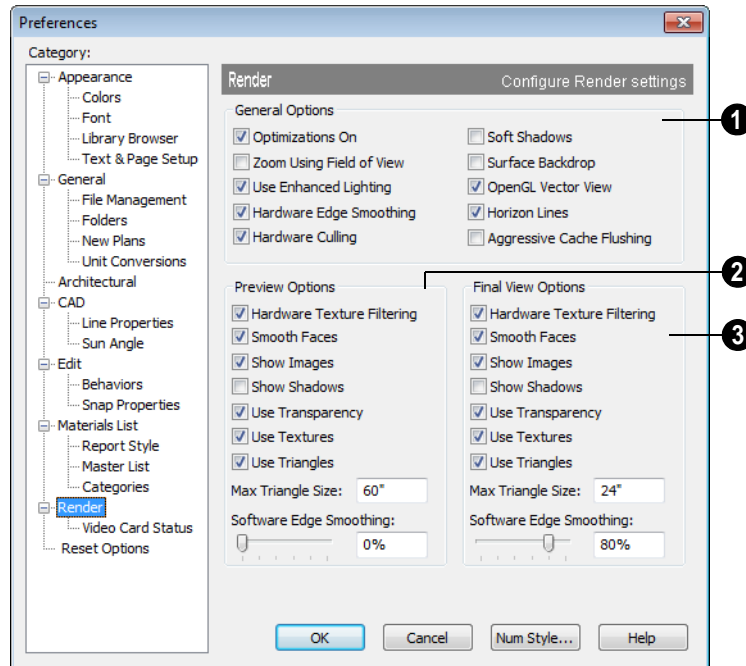 Preferences
Category:
Appearance
Colors
Font
Library Browser
Text & Page Setup
General
File Management
Folders
New Plans
Unit Conversions
Architectural
CAD
Line Properties
Sun Angle
Edit
Behaviors
Snap Properties
Materials List
Report Style
Master List
Categories
Render
Video Card Status
Reset Options
Render Configure Render settings
General Options
1
Optimizations On
Zoom Using Field of View
Use Enhanced Lighting
Hardware Edge Smoothing
Hardware Culling
Soft Shadows
Surface Backdrop
OpenGL Vector View
Horizon Lines
Aggressive Cache Flushing
2
Preview Options
Hardware Texture Filtering
Smooth Faces
Show Images
Show Shadows
Use Transparency
Use Textures
Use Triangles
Max Triangle Size: 60"
Software Edge Smoothing:
0%
Final View Options
3
Hardware Texture Filtering
Smooth Faces
Show Images
Show Shadows
Use Transparency
Use Textures
Use Triangles
Max Triangle Size: 24"
Software Edge Smoothing:
80%
OK Cancel Num Style... Help